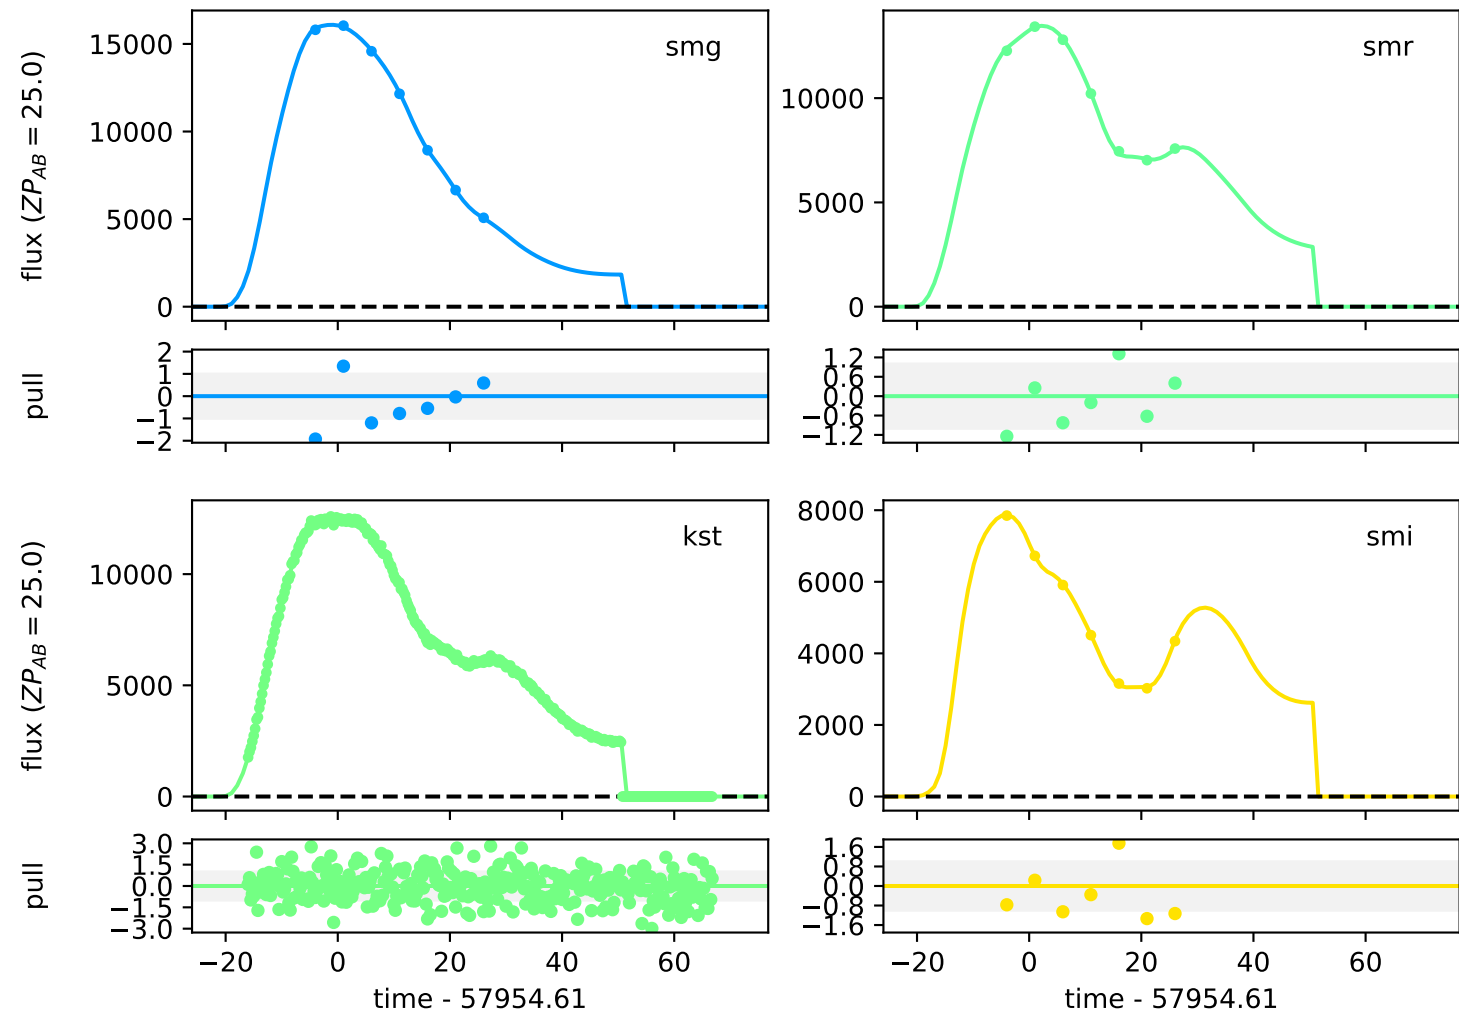 flux (ZP_AB = 25.0)
15000
10000
5000
0
smg
10000
5000
0
smr
pull
2
1
0
−1
−2
1.2
0.6
0.0
−0.6
−1.2
flux (ZP_AB = 25.0)
10000
5000
0
kst
8000
6000
4000
2000
0
smi
pull
3.0
1.5
0.0
−1.5
−3.0
1.6
0.8
0.0
−0.8
−1.6
−20 0 20 40 60
−20 0 20 40 60
time - 57954.61
time - 57954.61